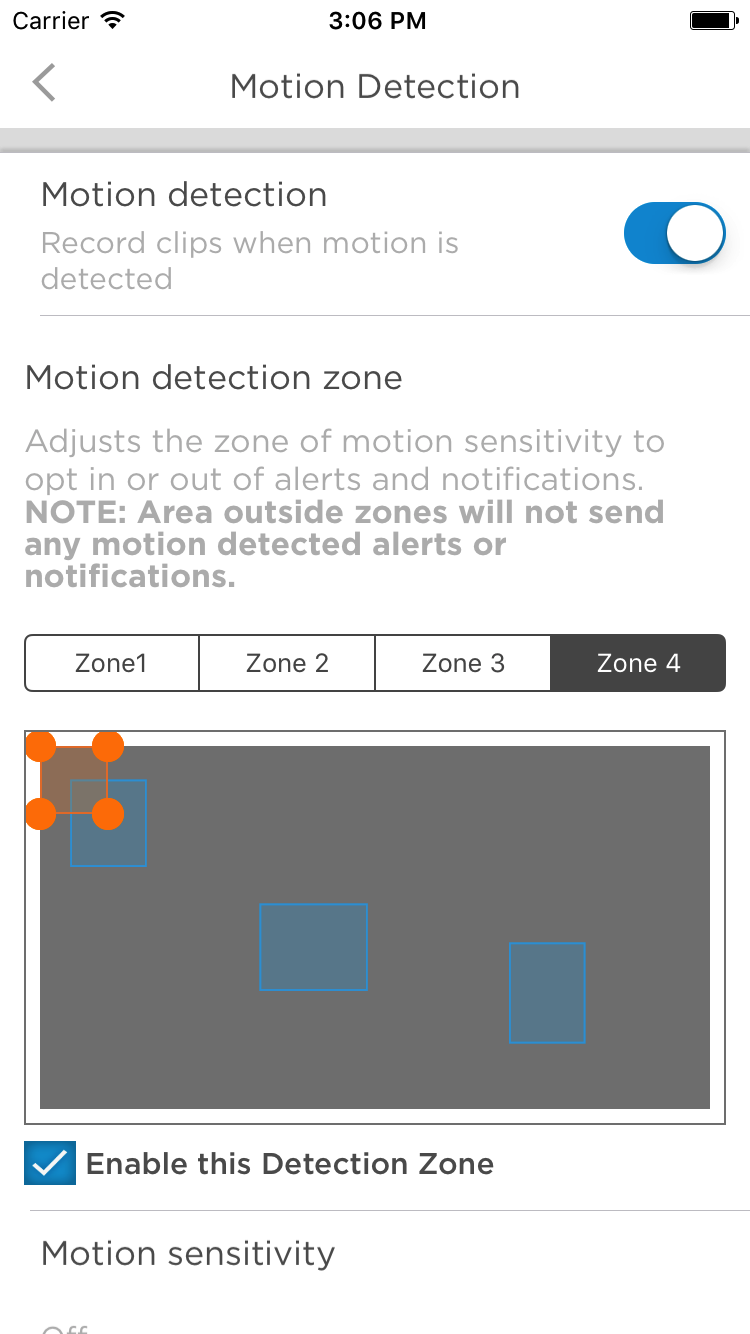 Carrier 3:06 PM
Motion Detection
Motion detection
Record clips when motion is
detected
Motion detection zone
Adjusts the zone of motion sensitivity to
opt in or out of alerts and notifications.
NOTE: Area outside zones will not send
any motion detected alerts or
notifications.
Zone1 Zone 2 Zone 3 Zone 4
Enable this Detection Zone
Motion sensitivity
Off